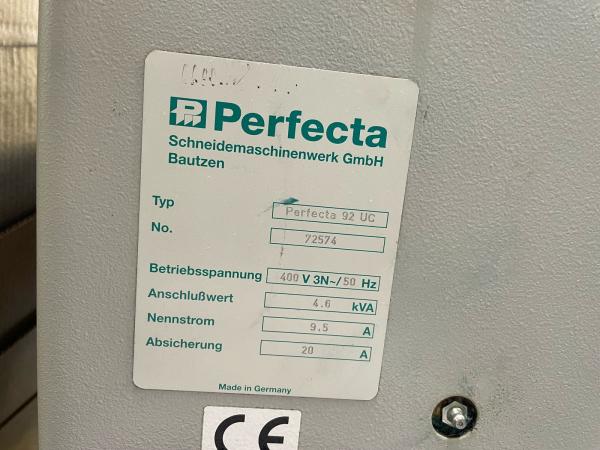 Perfecta
Schneidemaschinenwerk GmbH
Bautzen
Typ Perfecta 92 UC
No. 72574
Betriebsspannung 400 V 3N~/50 Hz
Anschlußwert 4.6 kVA
Nennstrom 9.5 A
Absicherung 20 A
Made in Germany
CE